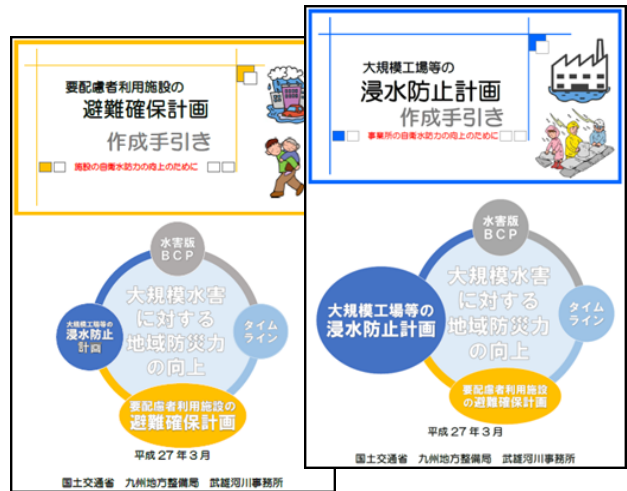 要配慮者利用施設の
避難確保計画
作成手引き
施設の自衛水防力の向上のために
水害版
BCP
大規模水害
に対する
地域防災力
の向上
大規模工場等の
浸水防止
計画
タイム
ライン
要配慮者利用施設の
避難確保計画
平成27年3月
国土交通省 九州地方整備局 武雄河川事務所
大規模工場等の
浸水防止計画
作成手引き
事業所の自衛水防力の向上のために
水害版
BCP
大規模水害
に対する
地域防災力
の向上
大規模工場等の
浸水防止計画
タイム
ライン
要配慮者利用施設
の避難確保計画
平成27年3月
国土交通省 九州地方整備局 武雄河川事務所